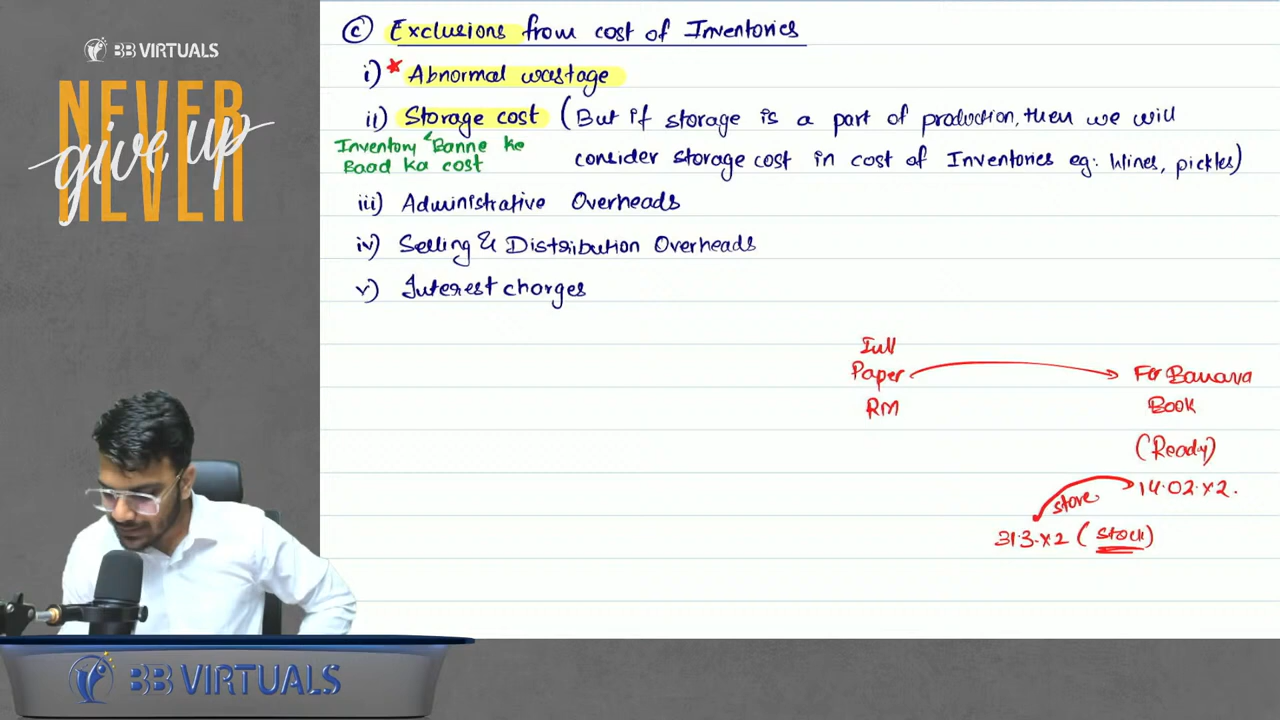 BB VIRTUALS
NEVER
give up
NEVER
© Exclusions from cost of Inventories
i) * Abnormal wastage
ii) Storage cost (But if storage is a part of production, then we will
consider storage cost in cost of Inventories eg: Wines, pickles)
Inventory Banne ke
Baad ka cost
iii) Administrative Overheads
iv) Selling & Distribution Overheads
v) Interest charges
Full
Paper
RM
FG Banana
Book
(Ready)
14.02.x2.
store
31.3.x2 (stock)
BB VIRTUALS